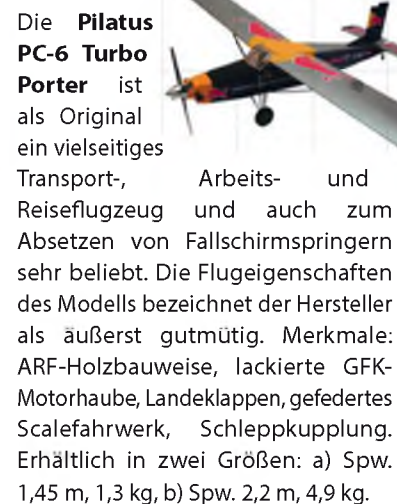 Die Pilatus
PC-6 Turbo
Porter ist
als Original
ein vielseitiges
Transport-, Arbeits- und
Reiseflugzeug und auch zum
Absetzen von Fallschirmspringern
sehr beliebt. Die Flugeigenschaften
des Modells bezeichnet der Hersteller
als äußerst gutmütig. Merkmale:
ARF-Holzbauweise, lackierte GFK-
Motorhaube, Landeklappen, gefedertes
Scalefahrwerk, Schleppkupplung.
Erhältlich in zwei Größen: a) Spw.
1,45 m, 1,3 kg, b) Spw. 2,2 m, 4,9 kg.